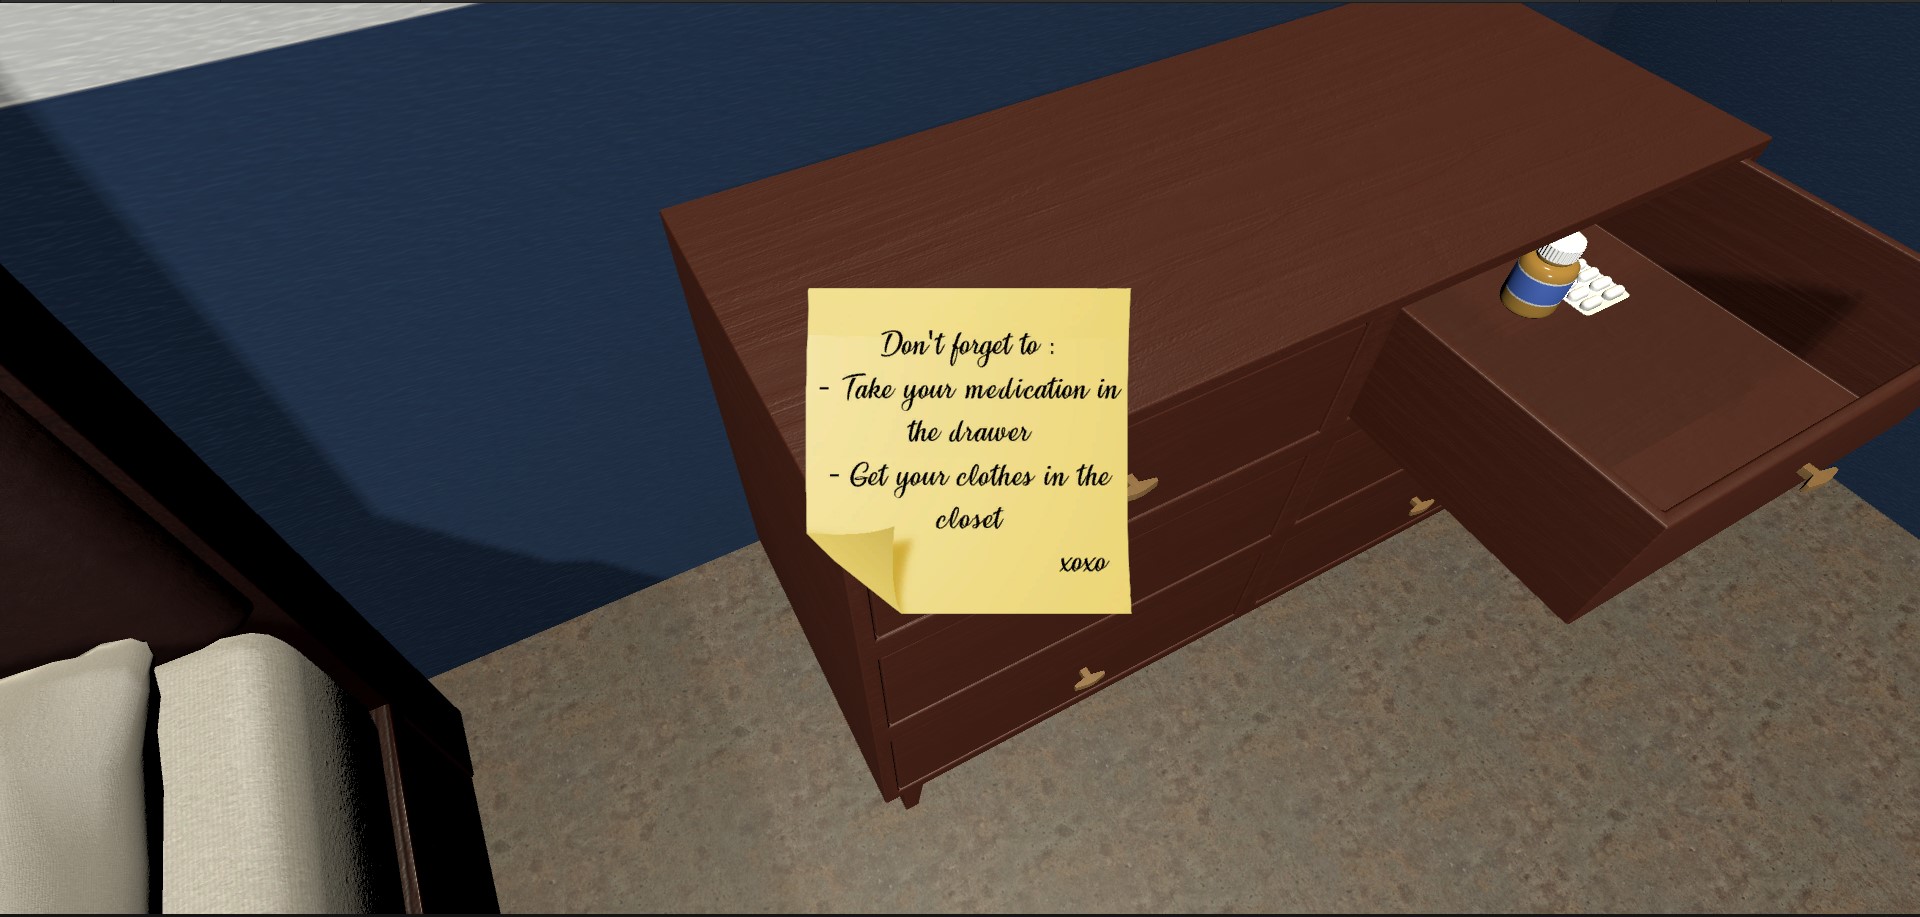 Don't forget to :
- Take your medication in
the drawer
- Get your clothes in the
closet
xoxo